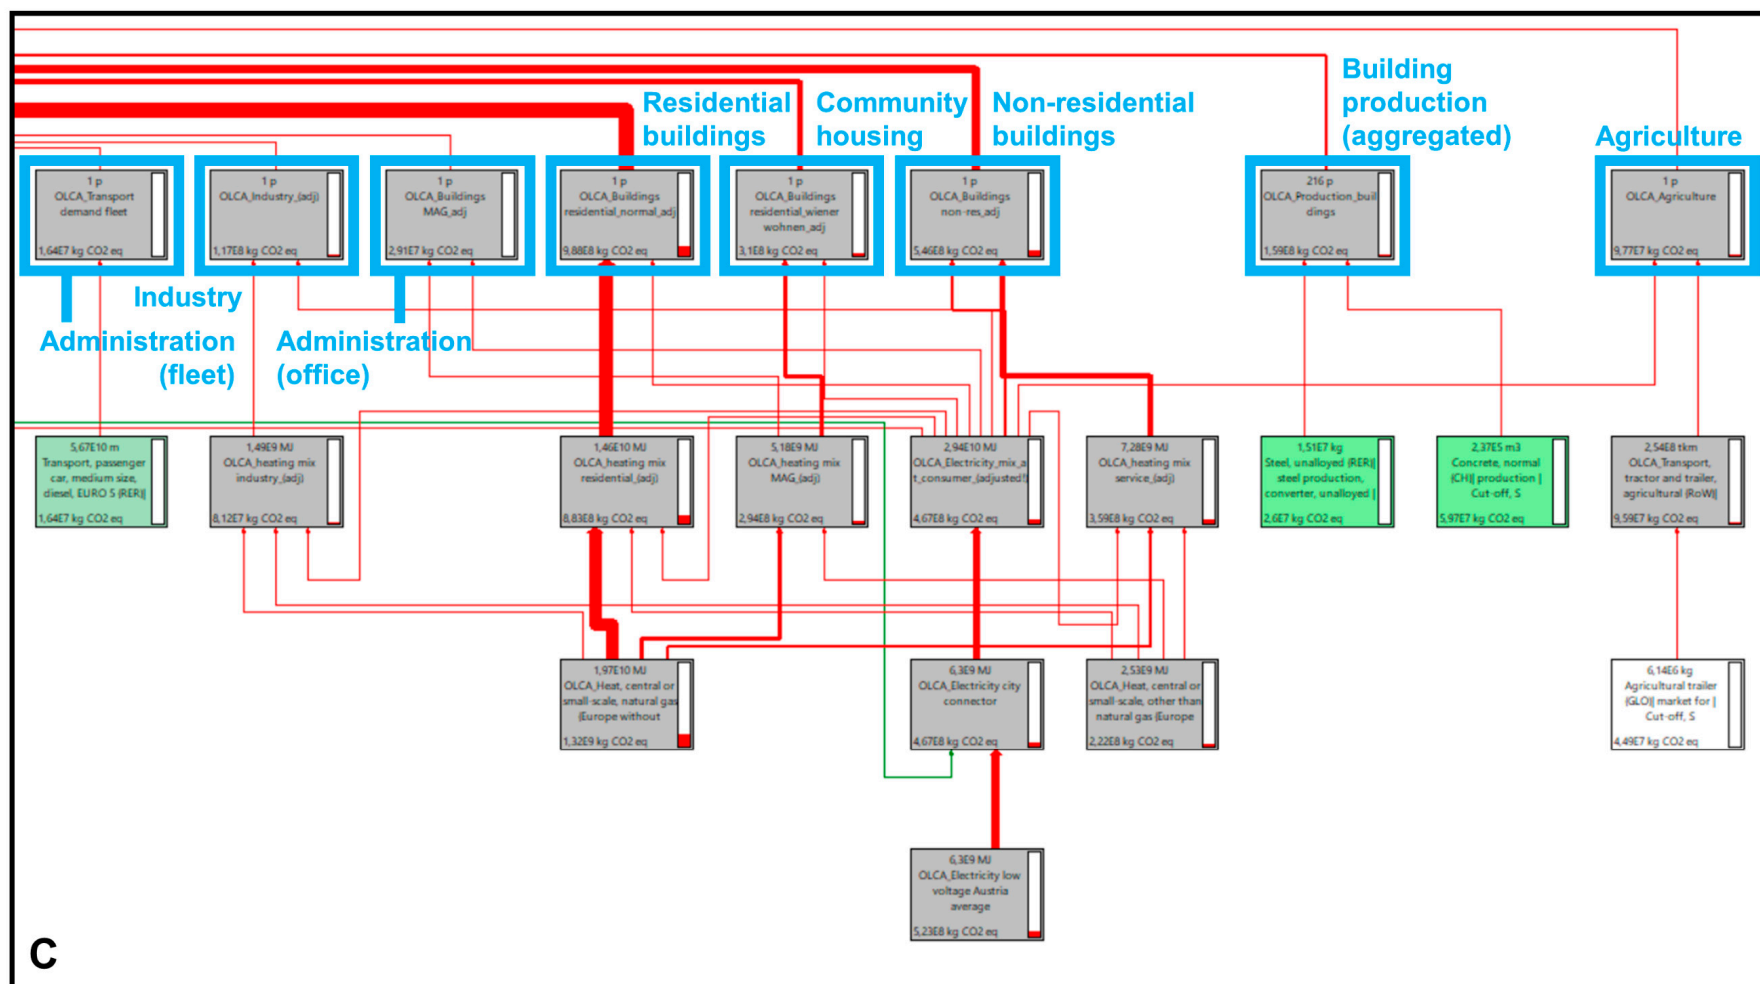 Residential
buildings
Community
housing
Non-residential
buildings
Building
production
(aggregated)
Agriculture
1 p
OLCA_Transport
demand fleet
1,64E7 kg CO2 eq
1 p
OLCA_Industry_(adj)
1,17E8 kg CO2 eq
1 p
OLCA_Buildings
MAG_adj
2,91E7 kg CO2 eq
1 p
OLCA_Buildings
residential_normal_adj
9,88E8 kg CO2 eq
1 p
OLCA_Buildings
residential_wiener
wohnen_adj
3,1E8 kg CO2 eq
1 p
OLCA_Buildings
non-res_adj
5,46E8 kg CO2 eq
216 p
OLCA_Production_buil
dings
1,59E8 kg CO2 eq
1 p
OLCA_Agriculture
9,77E7 kg CO2 eq
Industry
Administration
(fleet)
Administration
(office)
5,67E10 m
Transport, passenger
car, medium size,
diesel, EURO 5 {RER}|
1,64E7 kg CO2 eq
1,49E9 MJ
OLCA_heating mix
industry_(adj)
8,12E7 kg CO2 eq
1,46E10 MJ
OLCA_heating mix
residential_(adj)
8,83E8 kg CO2 eq
5,18E9 MJ
OLCA_heating mix
MAG_(adj)
2,94E8 kg CO2 eq
2,94E10 MJ
OLCA_Electricity_mix_a
t_consumer_(adjusted!)
4,67E8 kg CO2 eq
7,28E9 MJ
OLCA_heating mix
service_(adj)
3,59E8 kg CO2 eq
1,51E7 kg
Steel, unalloyed {RER}|
steel production,
converter, unalloyed |
2,6E7 kg CO2 eq
2,37E5 m3
Concrete, normal
{CH}| production |
Cut-off, S
5,97E7 kg CO2 eq
2,54E8 tkm
OLCA_Transport,
tractor and trailer,
agricultural {RoW}|
9,59E7 kg CO2 eq
1,97E10 MJ
OLCA_Heat, central or
small-scale, natural gas
{Europe without
1,32E9 kg CO2 eq
6,3E9 MJ
OLCA_Electricity city
connector
4,67E8 kg CO2 eq
2,53E9 MJ
OLCA_Heat, central or
small-scale, other than
natural gas {Europe
2,22E8 kg CO2 eq
6,14E6 kg
Agricultural trailer
{GLO}| market for |
Cut-off, S
4,49E7 kg CO2 eq
6,3E9 MJ
OLCA_Electricity low
voltage Austria
average
5,23E8 kg CO2 eq
C